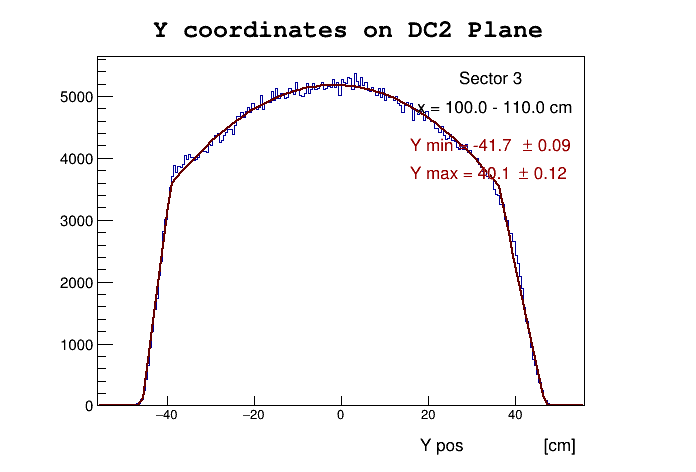 Y coordinates on DC2 Plane
Sector 3
x = 100.0 - 110.0 cm
Y min = -41.7 ± 0.09
Y max = 40.1 ± 0.12
5000
4000
3000
2000
1000
0
−40 −20 0 20 40
Y pos [cm]